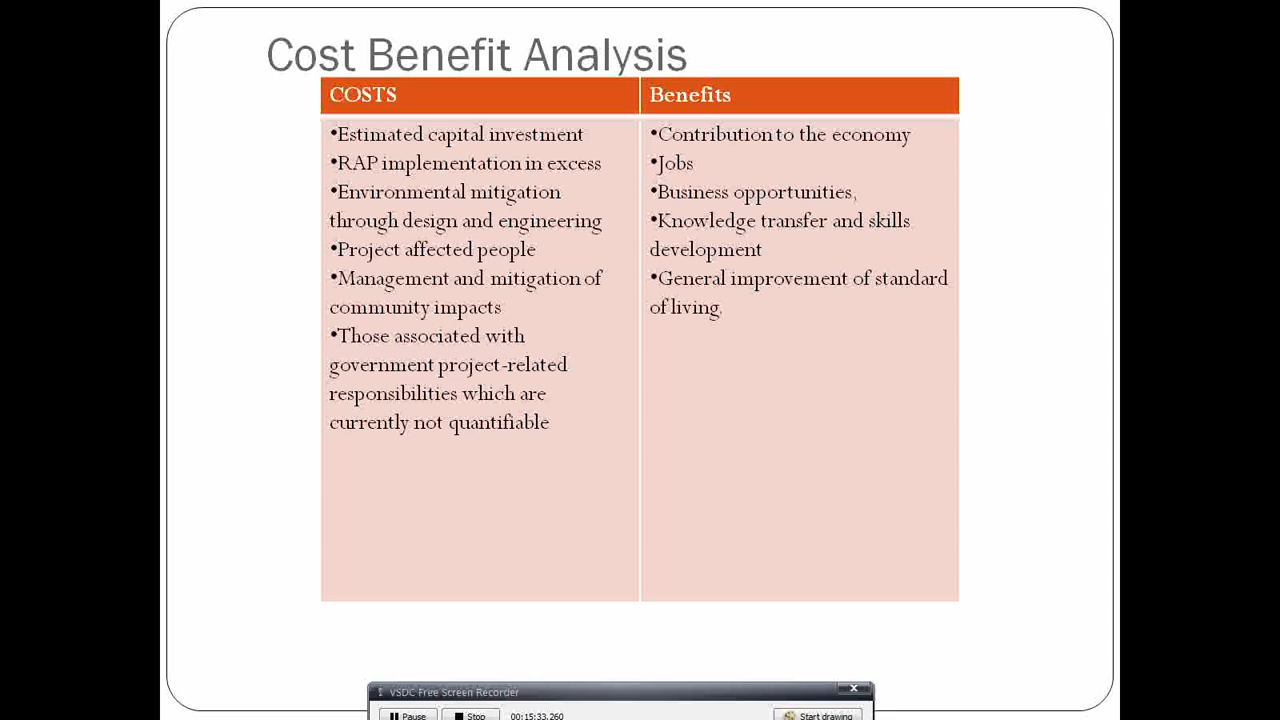 Cost Benefit Analysis
COSTS
•Estimated capital investment
•RAP implementation in excess
•Environmental mitigation
through design and engineering
•Project affected people
•Management and mitigation of
community impacts
•Those associated with
government project-related
responsibilities which are
currently not quantifiable
Benefits
•Contribution to the economy
•Jobs
•Business opportunities,
•Knowledge transfer and skills
development
•General improvement of standard
of living.
VSDC Free Screen Recorder
Pause Stop 00:15:33.260 Start drawing